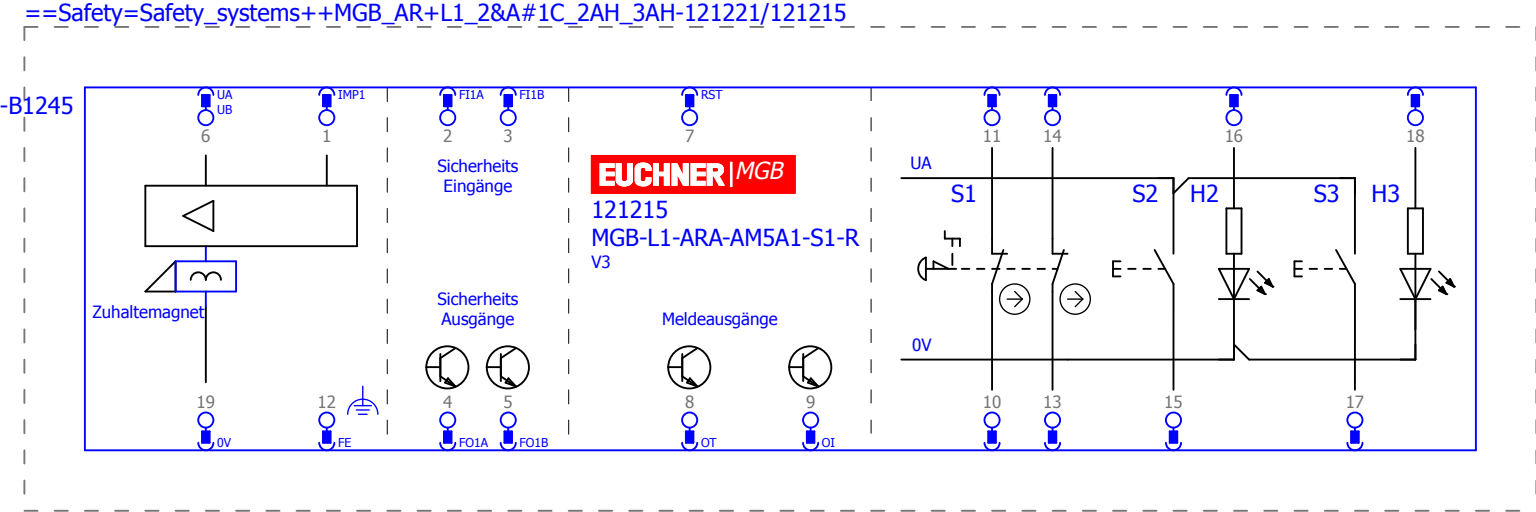 ==Safety=Safety_systems++MGB_AR+L1_2&A#1C_2AH_3AH-121221/121215
-B1245
UA
UB
IMP1
FI1A
FI1B
RST
6
1
2
3
7
11
14
16
18
Sicherheits
Eingänge
EUCHNER MGB
121215
MGB-L1-ARA-AM5A1-S1-R
V3
UA
S1
S2
H2
S3
H3
E
E
Zuhaltemagnet
Sicherheits
Ausgänge
Meldeausgänge
0V
19
12
4
5
8
9
10
13
15
17
0V
FE
FO1A
FO1B
OT
OI